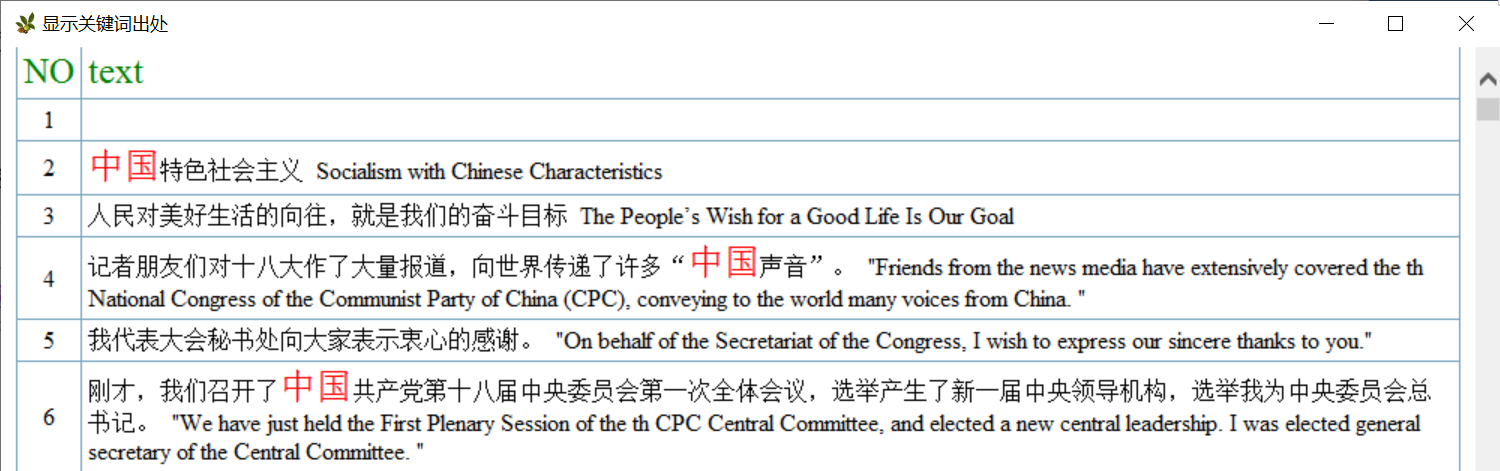 显示关键词出处
NO text
1
2 中国特色社会主义 Socialism with Chinese Characteristics
3 人民对美好生活的向往，就是我们的奋斗目标 The People’s Wish for a Good Life Is Our Goal
4 记者朋友们对十八大作了大量报道，向世界传递了许多“中国声音”。 "Friends from the news media have extensively covered the th
National Congress of the Communist Party of China (CPC), conveying to the world many voices from China. "
5 我代表大会秘书处向大家表示衷心的感谢。 "On behalf of the Secretariat of the Congress, I wish to express our sincere thanks to you."
6 刚才，我们召开了中国共产党第十八届中央委员会第一次全体会议，选举产生了新一届中央领导机构，选举我为中央委员会总
书记。 "We have just held the First Plenary Session of the th CPC Central Committee, and elected a new central leadership. I was elected general
secretary of the Central Committee. "